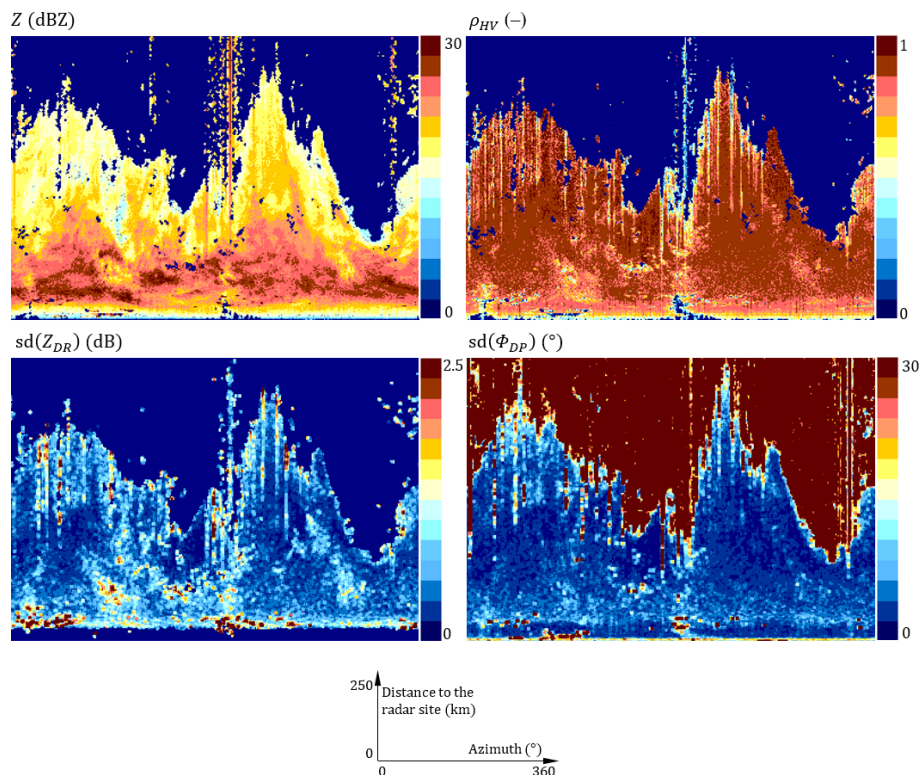 Z (dBZ)
ρHV (–)
30
0
1
0
sd(ZDR) (dB)
sd(ΦDP) (°)
2.5
0
30
0
250
Distance to the
radar site (km)
0
Azimuth (°)
0
360